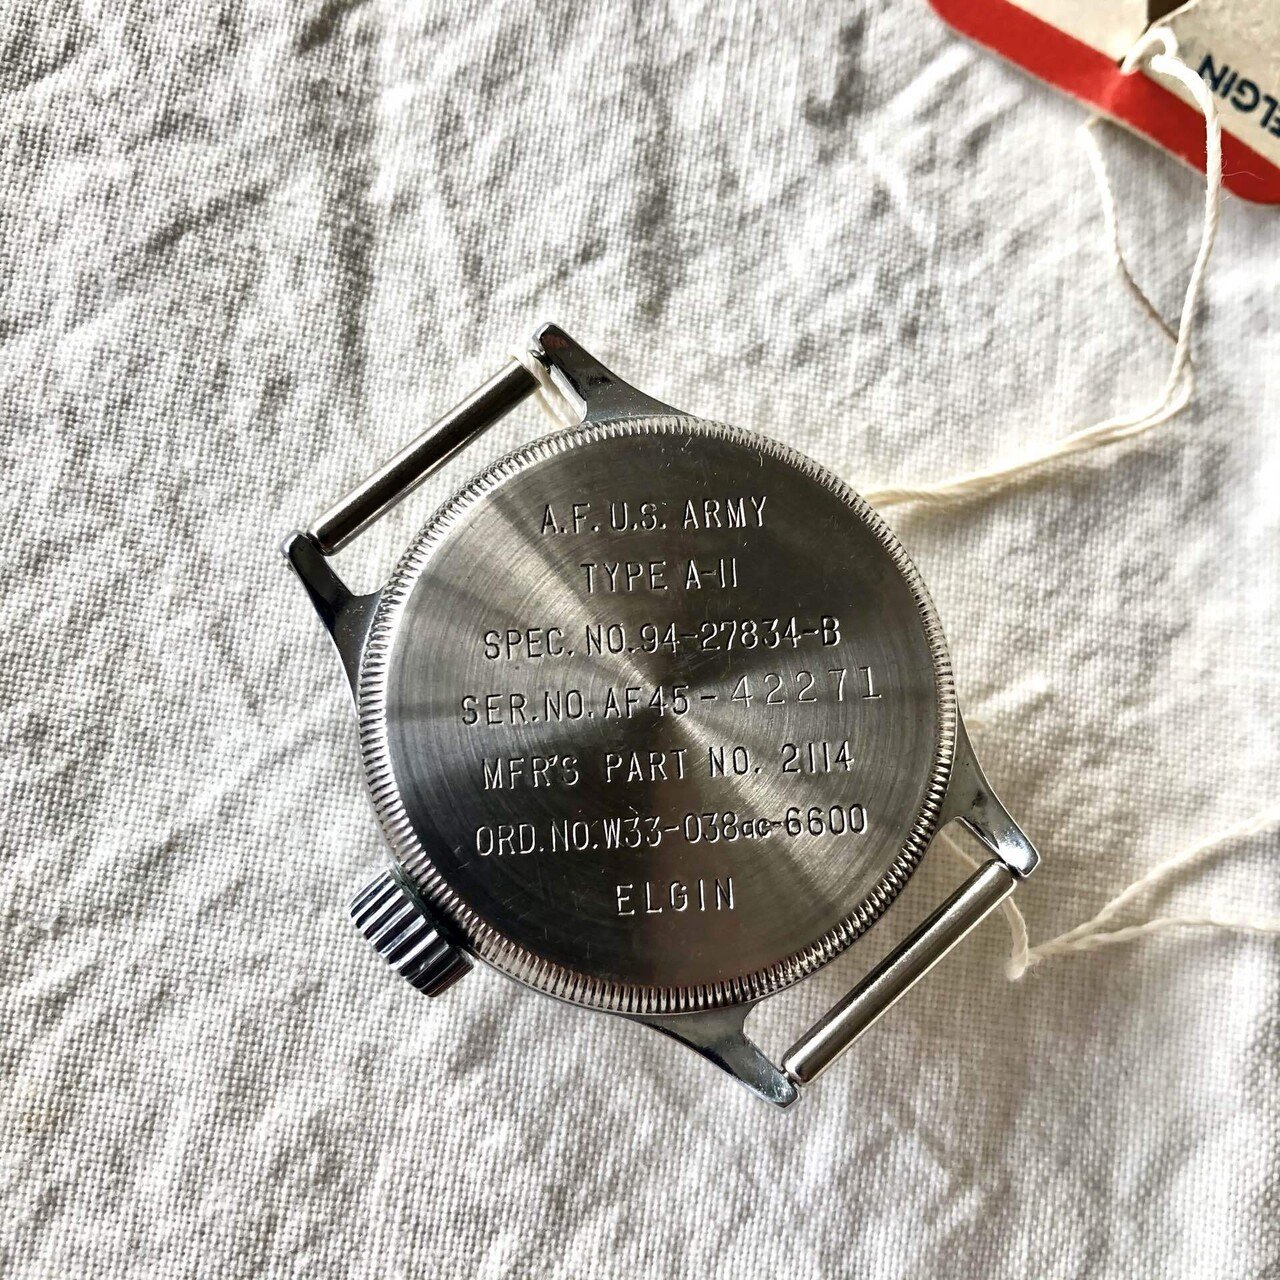 ELGIN
A.F. U.S. ARMY
TYPE A-11
SPEC. NO. 94-27834-B
SER. NO. AF45-42271
MFR'S PART NO. 2114
ORD. NO. W33-038ac-6600
ELGIN